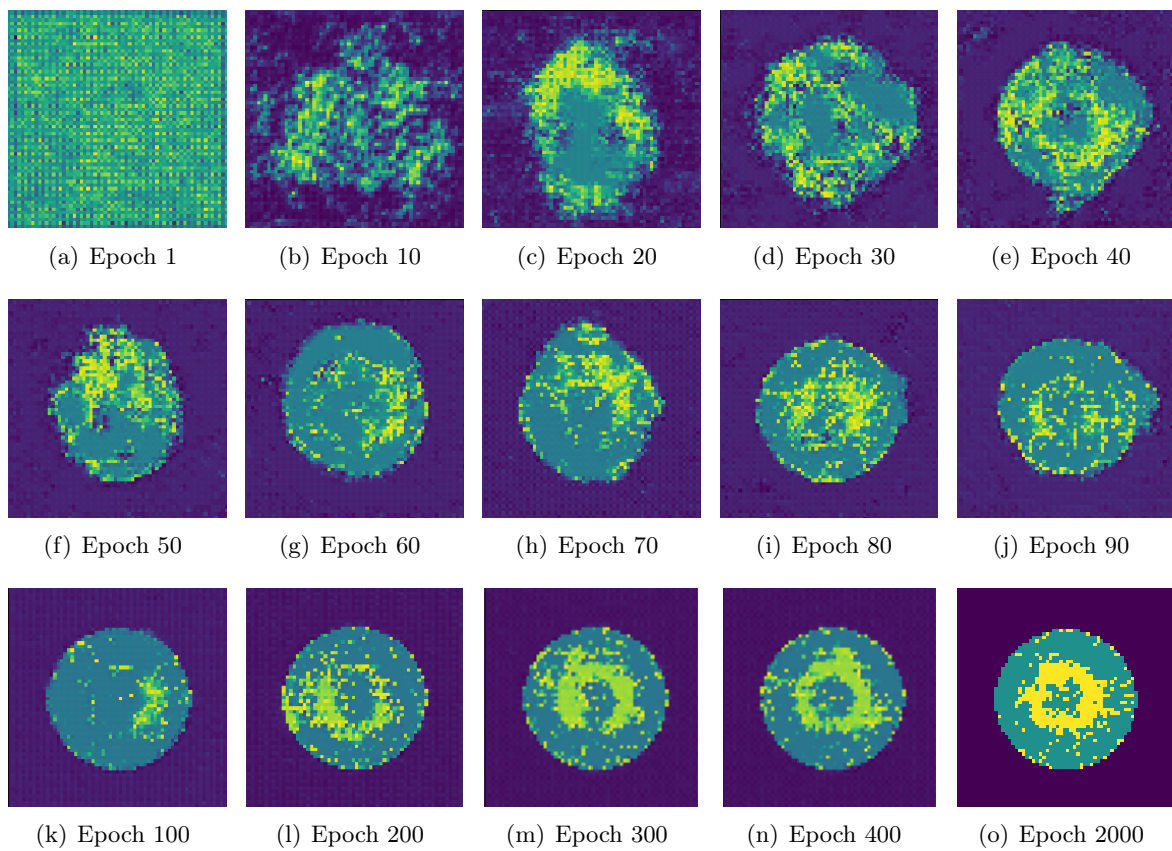 (a) Epoch 1
(b) Epoch 10
(c) Epoch 20
(d) Epoch 30
(e) Epoch 40
(f) Epoch 50
(g) Epoch 60
(h) Epoch 70
(i) Epoch 80
(j) Epoch 90
(k) Epoch 100
(l) Epoch 200
(m) Epoch 300
(n) Epoch 400
(o) Epoch 2000